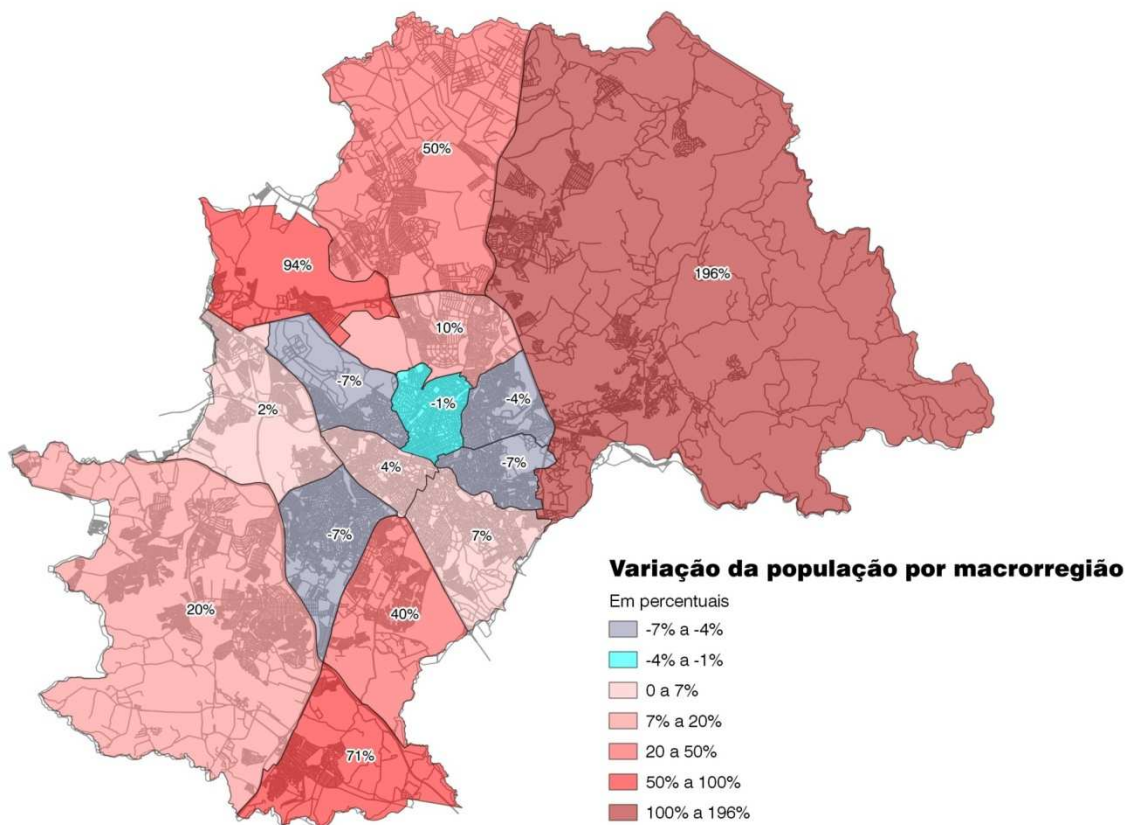 50%
196%
94%
10%
-7%
-1%
-4%
2%
4%
-7%
-7%
7%
20%
40%
71%
Variação da população por macrorregião
Em percentuais
-7% a -4%
-4% a -1%
0 a 7%
7% a 20%
20 a 50%
50% a 100%
100% a 196%